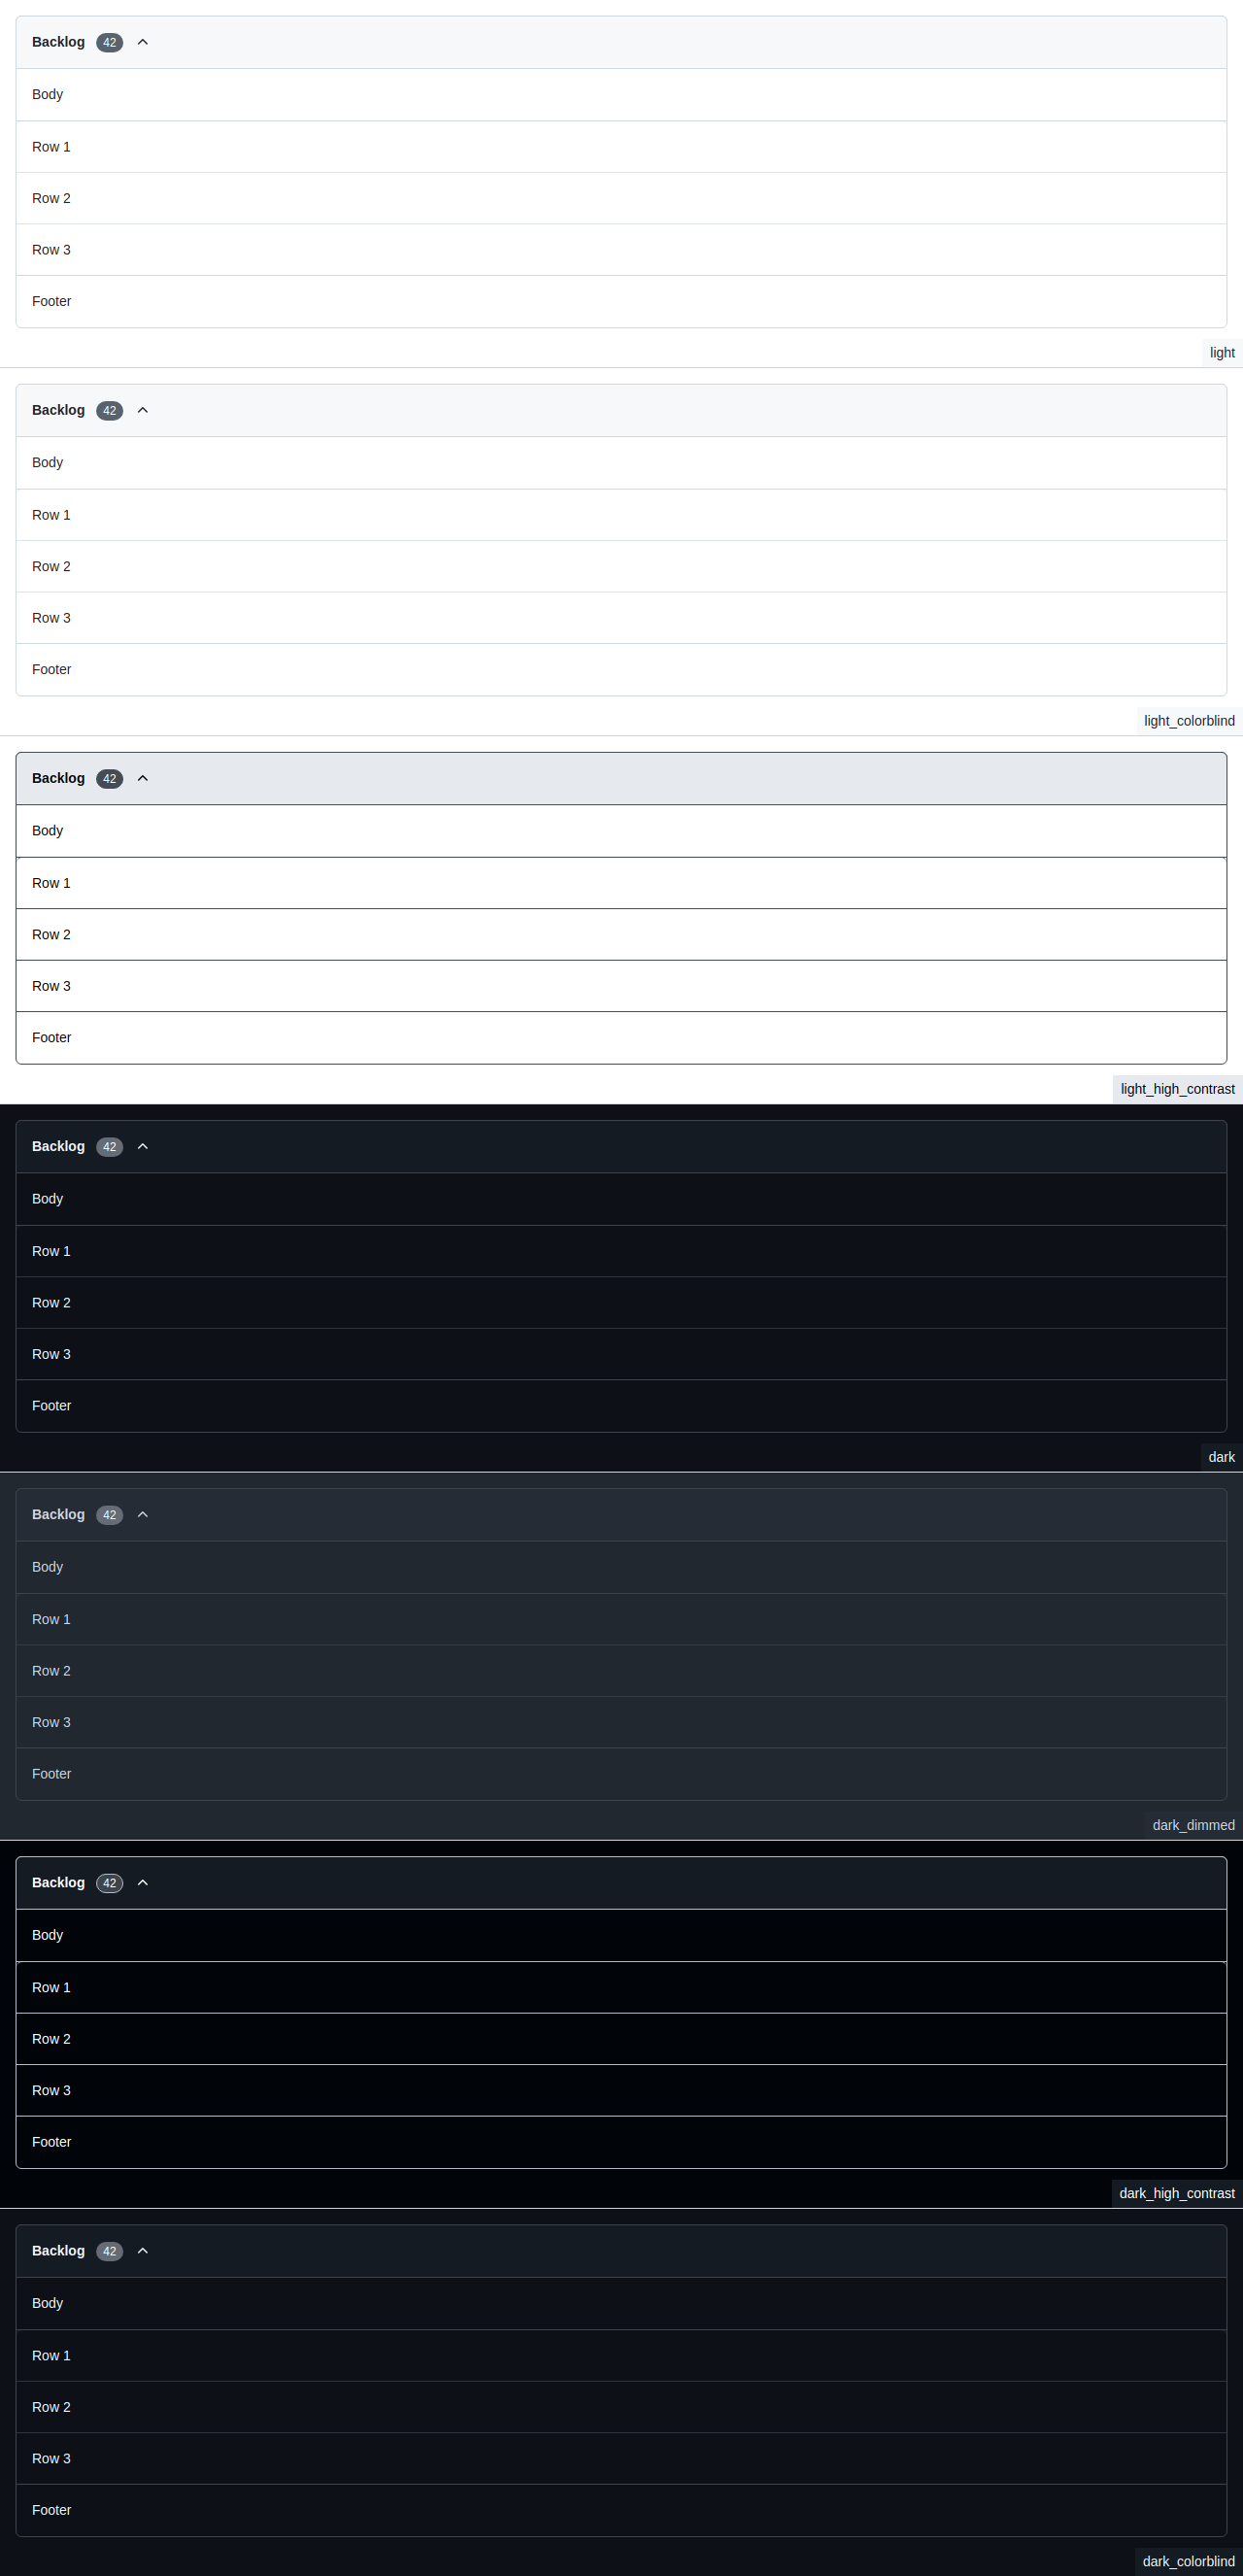 Backlog 42
Body
Row 1
Row 2
Row 3
Footer
light
Backlog 42
Body
Row 1
Row 2
Row 3
Footer
light_colorblind
Backlog 42
Body
Row 1
Row 2
Row 3
Footer
light_high_contrast
Backlog 42
Body
Row 1
Row 2
Row 3
Footer
dark
Backlog 42
Body
Row 1
Row 2
Row 3
Footer
dark_dimmed
Backlog 42
Body
Row 1
Row 2
Row 3
Footer
dark_high_contrast
Backlog 42
Body
Row 1
Row 2
Row 3
Footer
dark_colorblind